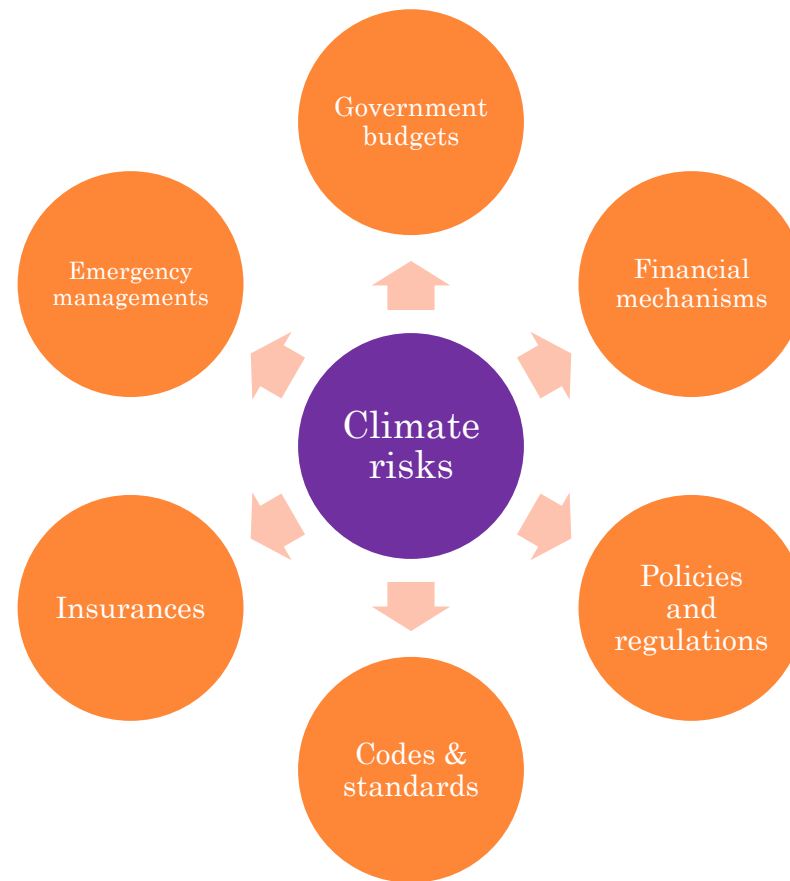 Government
budgets
Emergency
managements
Financial
mechanisms
Climate
risks
Insurances
Policies
and
regulations
Codes &
standards